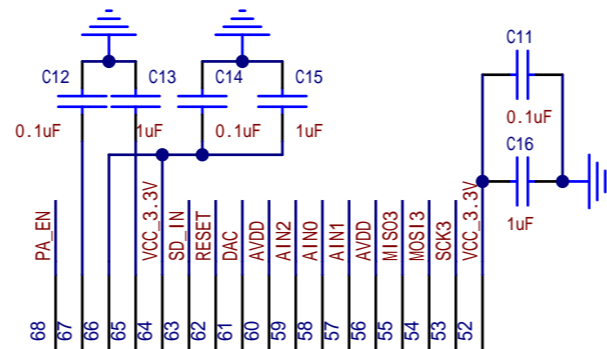 C12
C13
C14
C15
C11
0.1uF
1uF
0.1uF
1uF
0.1uF
C16
1uF
PA_EN
VCC_3.3V
SD_IN
RESET
DAC
AVDD
AIN2
AIN0
AIN1
AVDD
MISO3
MOSI3
SCK3
VCC_3.3V
68
67
66
65
64
63
62
61
60
59
58
57
56
55
54
53
52